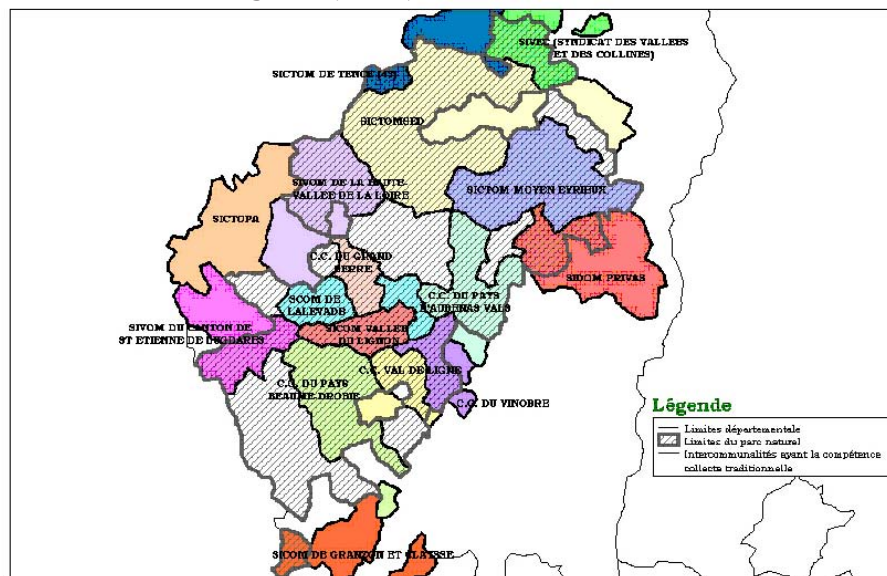 SIVEC (SYNDICAT DES VALLEES
ET DES COLLINES)
SICTOM DE TENCE (43)
SICTOMSED
SIVOM DE LA HAUTE
VALLEE DE LA LOIRE
SICTOM MOYEN EYRIEUX
SICTOPA
C.C. DU GRAND
SERRE
SIDOM PRIVAS
SCOM DE
LALEVADE
C.C. DU PAYS
D'AUBENAS VALS
SIVOM DU CANTON DE
ST ETIENNE DE LUGDARES
SICOM VALLEE
DU LIGNON
C.C. VAL DE LIGNE
C.C. DU PAYS
BEAUME DROBIE
C.C. DU VINOBRE
Légende
Limites départementale
Limites du parc naturel
Intercommunalités ayant la compétence
collecte traditionnelle
SICOM DE GRANZON ET CLAISSE